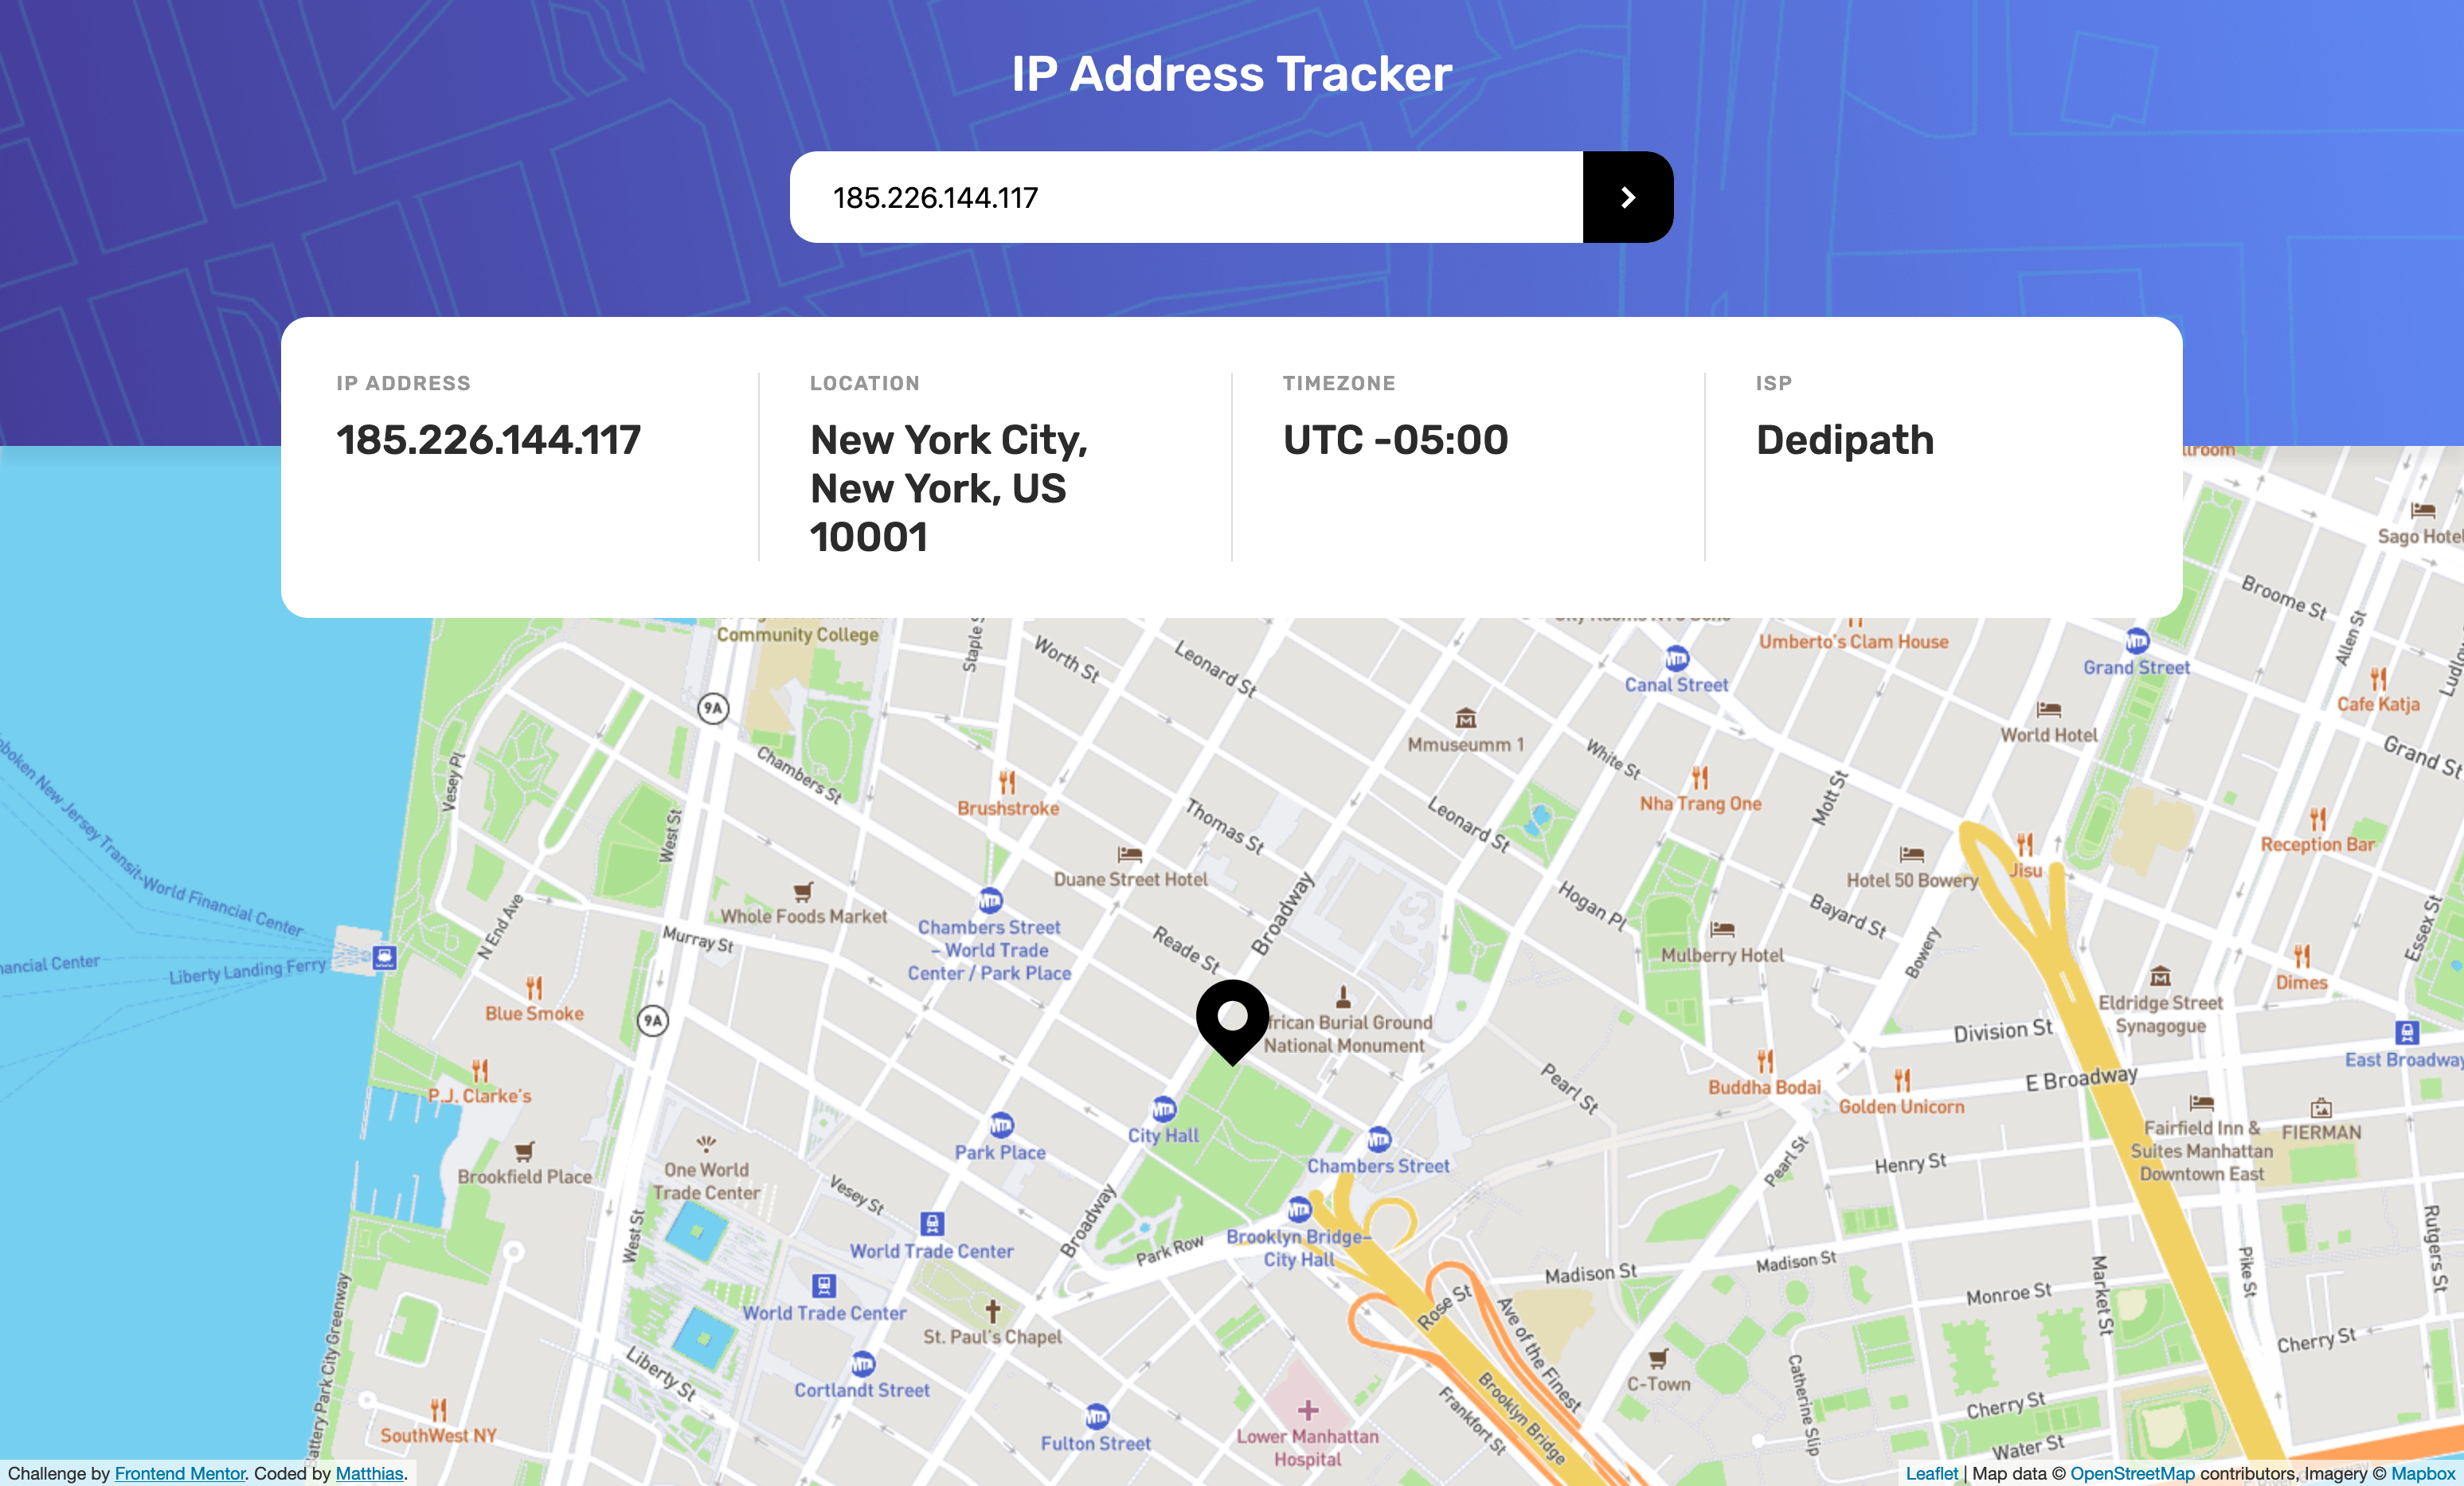 IP Address Tracker
185.226.144.117
IP ADDRESS
185.226.144.117
LOCATION
New York City,
New York, US
10001
TIMEZONE
UTC -05:00
ISP
Dedipath
Sago Hotel
Broome St
Allen St
Community College
Worth St
Leonard St
Umberto's Clam House
Canal Street
Grand Street
Cafe Katja
9A
Mmuseumm 1
World Hotel
Grand St
Vesey Pl
Chambers St
White St
Brushstroke
Nha Trang One
Mott St
West St
Thomas St
Leonard St
Reception Bar
New Jersey Transit-World Financial Center
Duane Street Hotel
Hotel 50 Bowery
Jisu
Whole Foods Market
Broadway
Hogan Pl
Bayard St
Essex St
N End Ave
Chambers Street
– World Trade
Center / Park Place
Murray St
Reade St
Mulberry Hotel
Bowery
Liberty Landing Ferry
Dimes
Blue Smoke
9A
Burial Ground
National Monument
Division St
Eldridge Street
Synagogue
East Broadway
P.J. Clarke's
Pearl St
Buddha Bodai
E Broadway
Golden Unicorn
City Hall
Park Place
Chambers Street
Fairfield Inn &
Suites Manhattan
Downtown East
FIERMAN
Brookfield Place
One World
Trade Center
Pearl St
Henry St
Vesey St
World Trade Center
Broadway
Park Row
Brooklyn Bridge–
City Hall
West St
Madison St
Madison St
Market St
Pike St
Rutgers St
World Trade Center
St. Paul's Chapel
Rose St
Ave of the Finest
Monroe St
Cherry St
Battery Park City Greenway
Liberty St
Cortlandt Street
C-Town
Catherine Slip
Cherry St
SouthWest NY
Fulton Street
Lower Manhattan
Hospital
Frankfort St
Brooklyn Bridge
Water St
Challenge by Frontend Mentor. Coded by Matthias.
Leaflet | Map data © OpenStreetMap contributors, Imagery © Mapbox